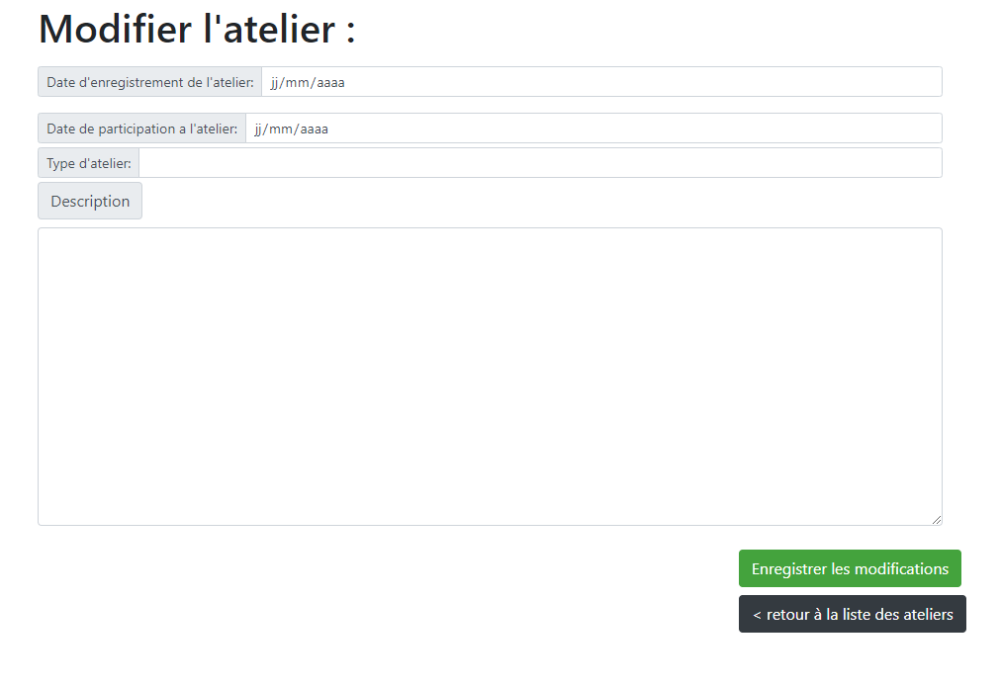 Modifier l'atelier :
Date d'enregistrement de l'atelier: jj/mm/aaaa
Date de participation a l'atelier: jj/mm/aaaa
Type d'atelier:
Description
Enregistrer les modifications
< retour à la liste des ateliers